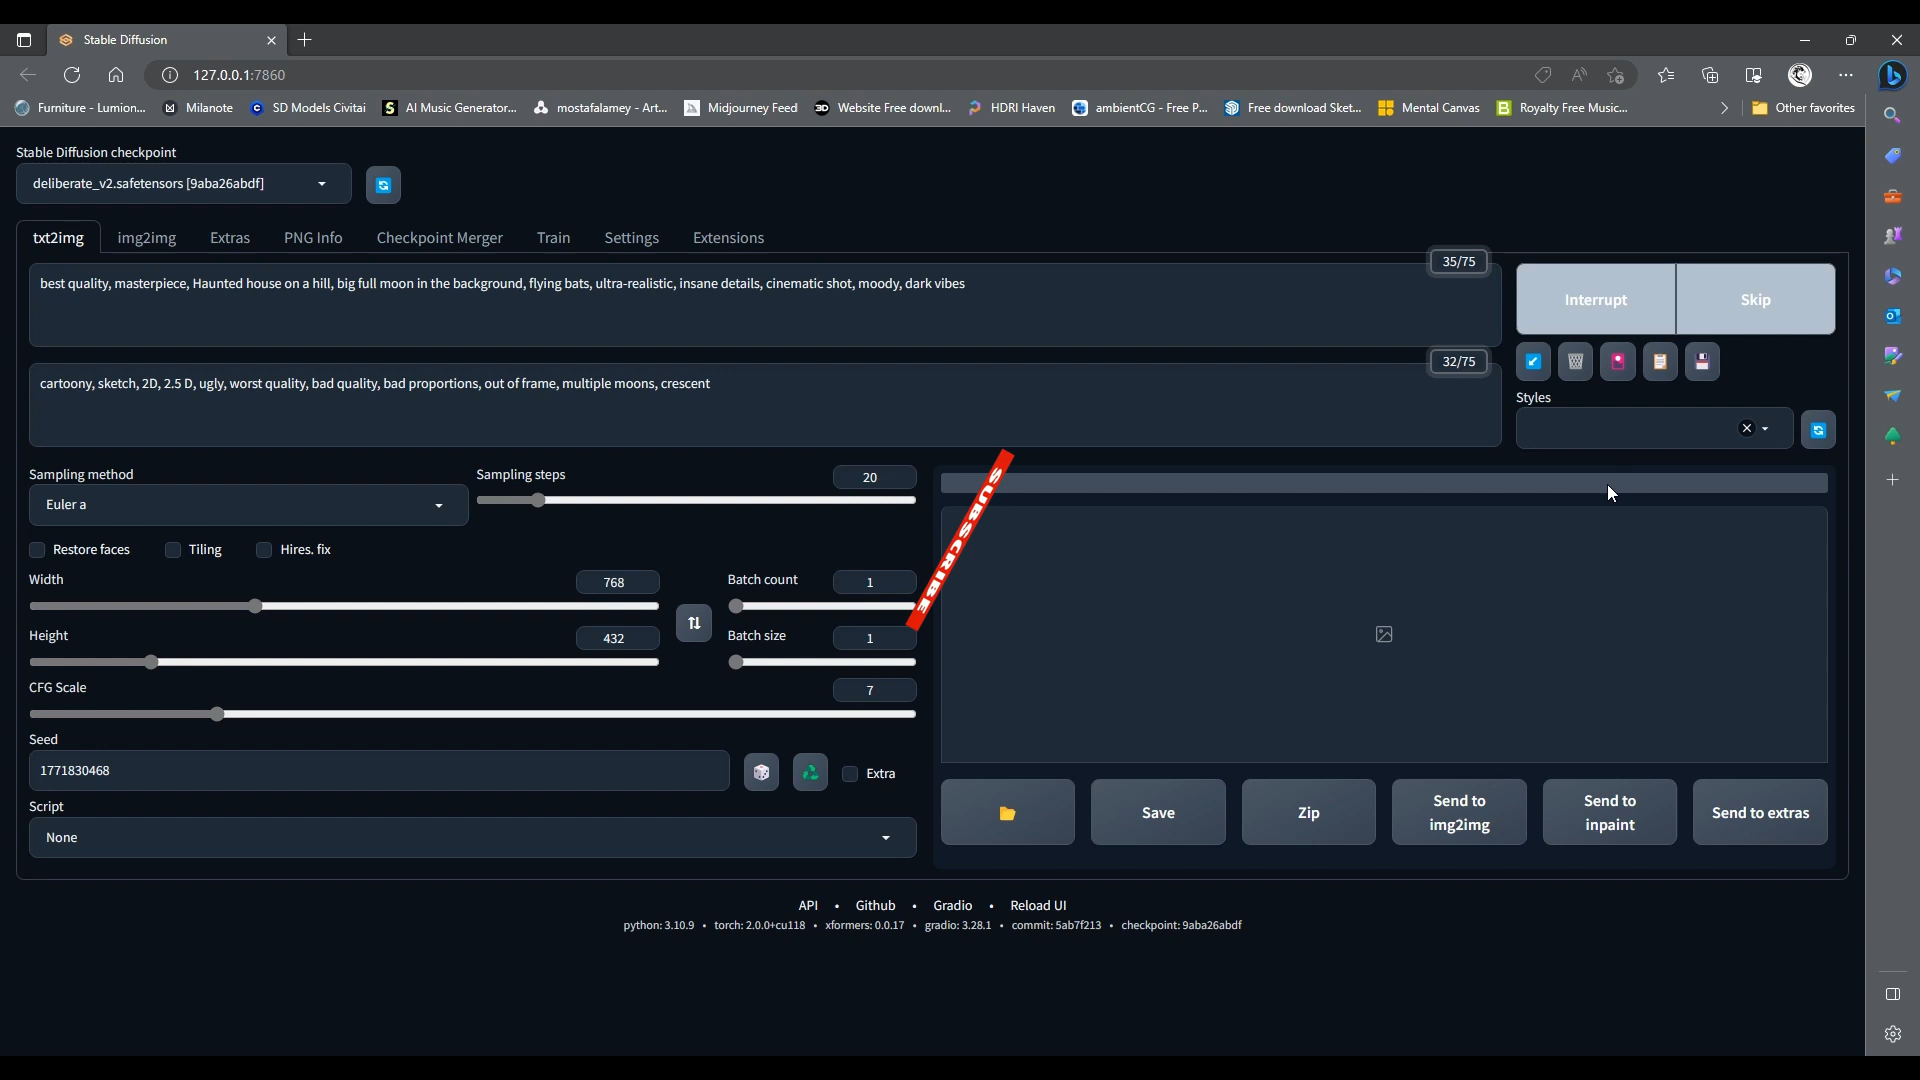 Stable Diffusion
127.0.0.1:7860
Furniture - Lumion... Milanote SD Models Civitai AI Music Generator... mostafalamey - Art... Midjourney Feed Website Free downl... HDRI Haven ambientCG - Free P... Free download Sket... Mental Canvas Royalty Free Music... Other favorites
Stable Diffusion checkpoint
deliberate_v2.safetensors [9aba26abdf]
txt2img img2img Extras PNG Info Checkpoint Merger Train Settings Extensions
35/75
best quality, masterpiece, Haunted house on a hill, big full moon in the background, flying bats, ultra-realistic, insane details, cinematic shot, moody, dark vibes
Interrupt Skip
32/75
cartoony, sketch, 2D, 2.5 D, ugly, worst quality, bad quality, bad proportions, out of frame, multiple moons, crescent
Styles
Sampling method
Euler a
Sampling steps 20
SUBSCRIBE
Restore faces Tiling Hires. fix
Width 768
Batch count 1
Height 432
Batch size 1
CFG Scale 7
Seed
1771830468
Extra
Script
None
Save
Zip
Send to
img2img
Send to
inpaint
Send to extras
API • Github • Gradio • Reload UI
python: 3.10.9 • torch: 2.0.0+cu118 • xformers: 0.0.17 • gradio: 3.28.1 • commit: 5ab7f213 • checkpoint: 9aba26abdf